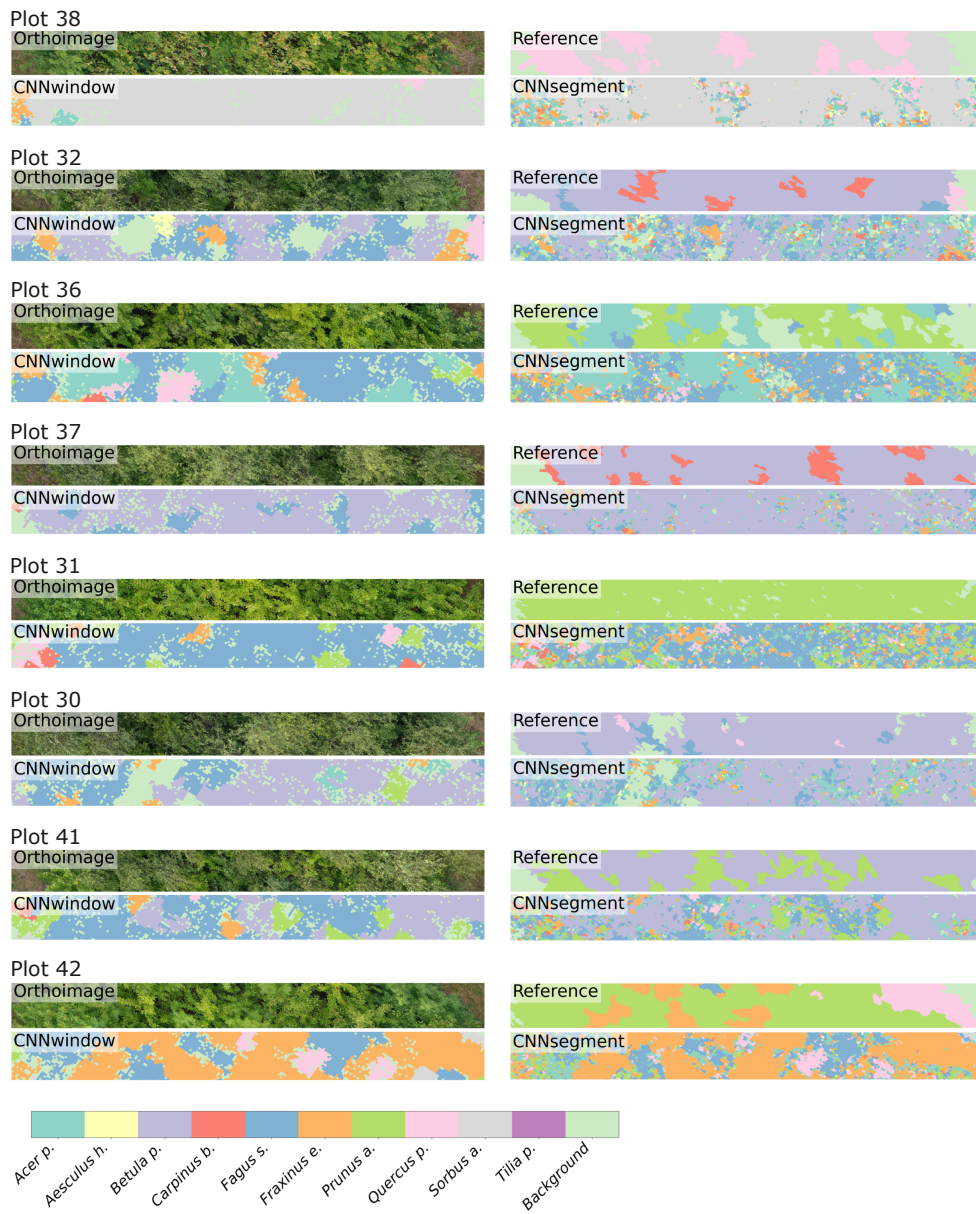 Plot 38
Orthoimage
Reference
CNNwindow
CNNsegment
Plot 32
Orthoimage
Reference
CNNwindow
CNNsegment
Plot 36
Orthoimage
Reference
CNNwindow
CNNsegment
Plot 37
Orthoimage
Reference
CNNwindow
CNNsegment
Plot 31
Orthoimage
Reference
CNNwindow
CNNsegment
Plot 30
Orthoimage
Reference
CNNwindow
CNNsegment
Plot 41
Orthoimage
Reference
CNNwindow
CNNsegment
Plot 42
Orthoimage
Reference
CNNwindow
CNNsegment
Acer p.
Aesculus h.
Betula p.
Carpinus b.
Fagus s.
Fraxinus e.
Prunus a.
Quercus p.
Sorbus a.
Tilia p.
Background